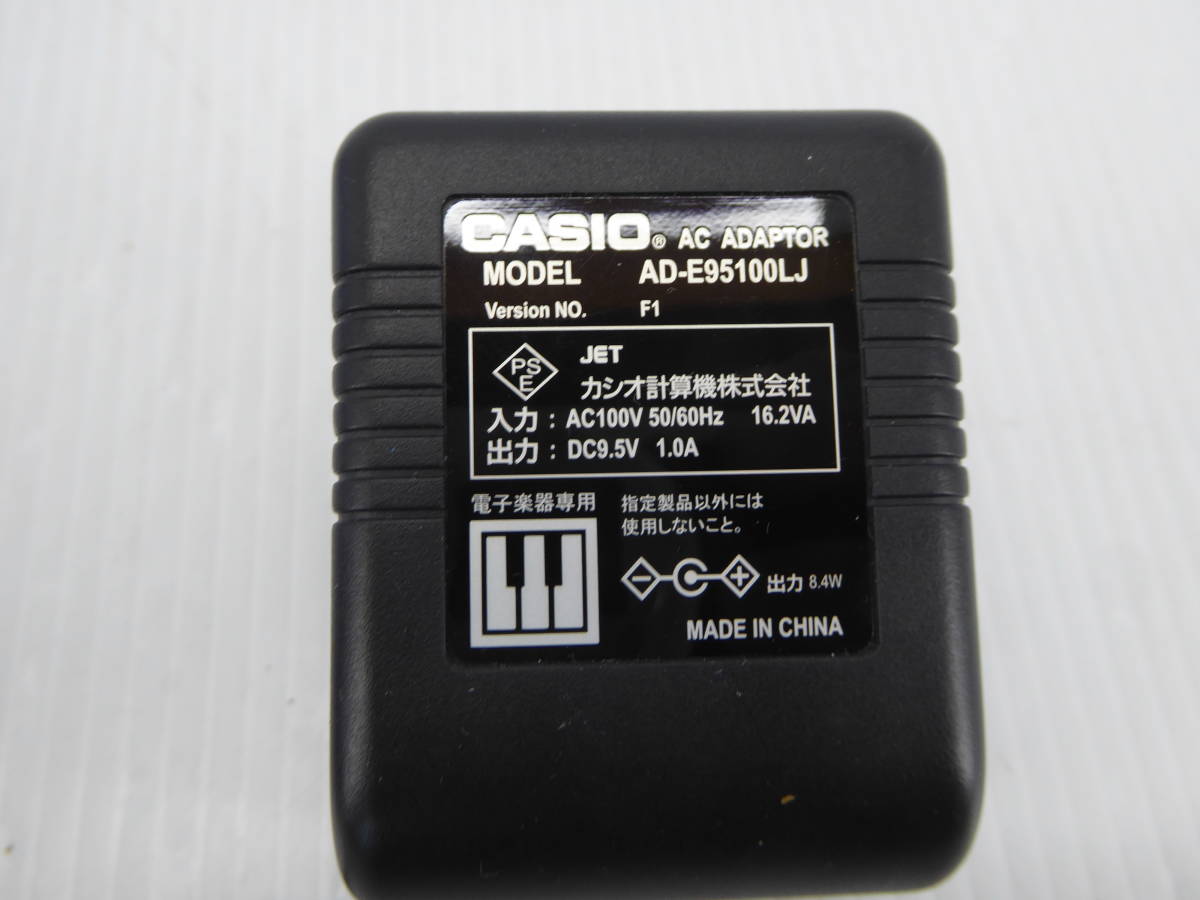 CASIO® AC ADAPTOR
MODEL AD-E95100LJ
Version NO. F1
PS
E
JET
カシオ計算機株式会社
入力：AC100V 50/60Hz 16.2VA
出力：DC9.5V 1.0A
電子楽器専用
指定製品以外には
使用しないこと。
出力 8.4W
MADE IN CHINA